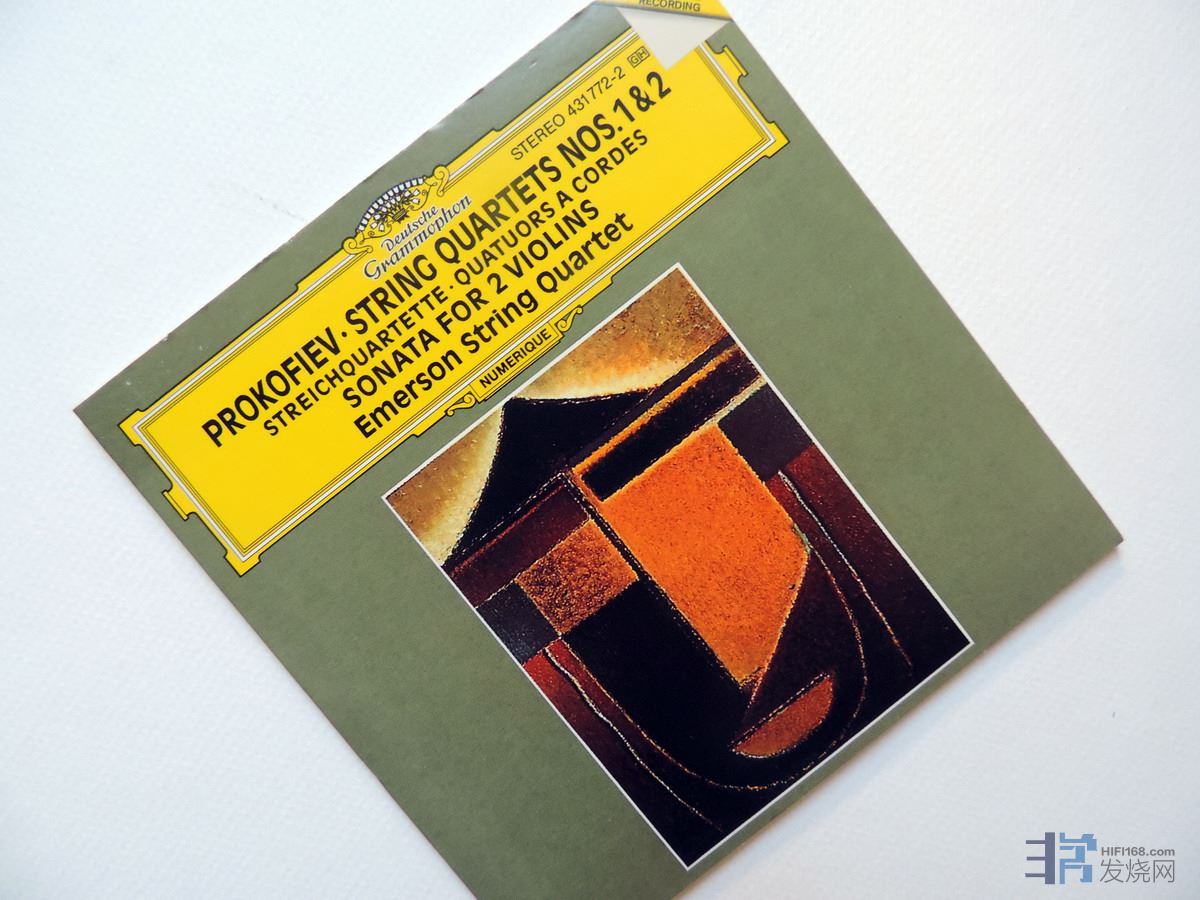 RECORDING
STEREO 431 772-2 GH
Deutsche
Grammophon
PROKOFIEV · STRING QUARTETS NOS. 1 & 2
STREICHQUARTETTE · QUATUORS A CORDES
SONATA FOR 2 VIOLINS
Emerson String Quartet
NUMERIQUE
HIFI168.com
发烧网